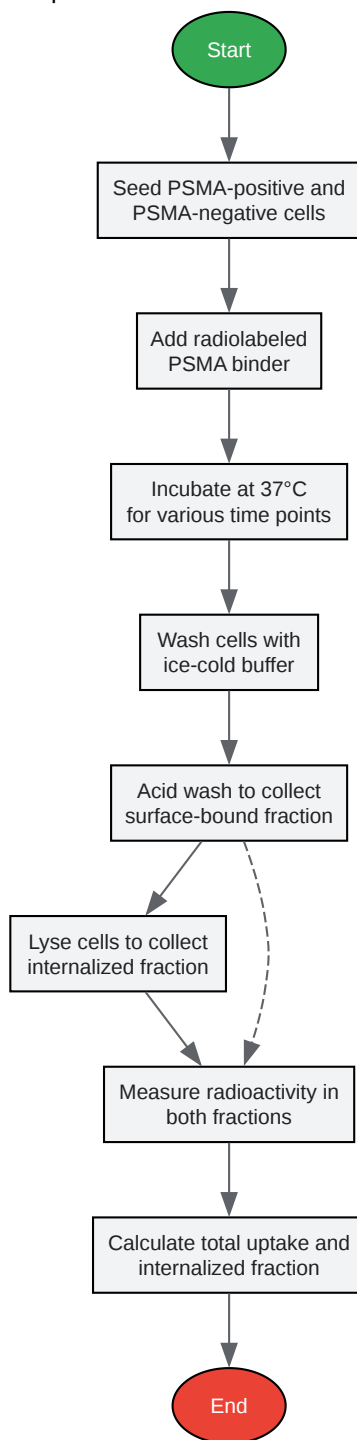 Start
Seed PSMA-positive and
PSMA-negative cells
Add radiolabeled
PSMA binder
Incubate at 37°C
for various time points
Wash cells with
ice-cold buffer
Acid wash to collect
surface-bound fraction
Lyse cells to collect
internalized fraction
Measure radioactivity in
both fractions
Calculate total uptake and
internalized fraction
End